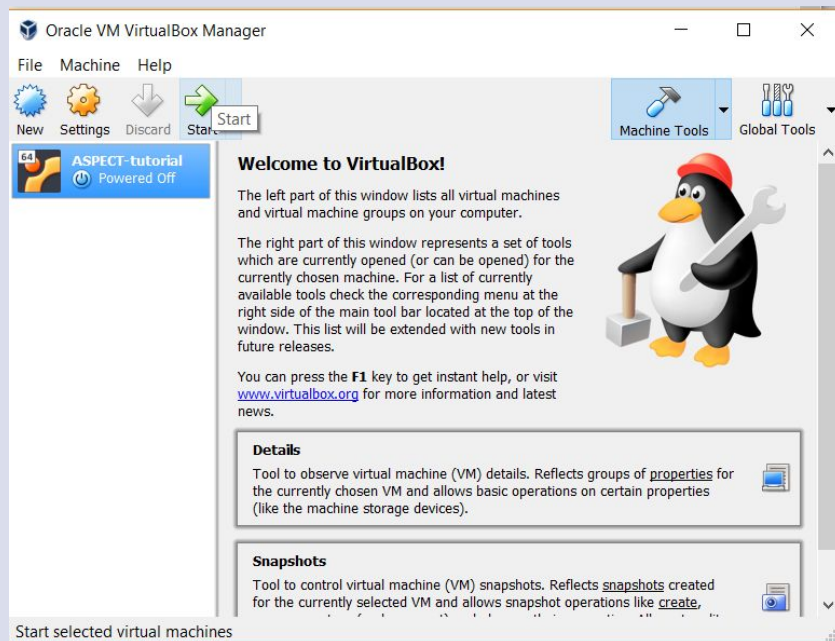 Oracle VM VirtualBox Manager
File Machine Help
New Settings Discard Start Start Machine Tools Global Tools
64 ASPECT-tutorial
Powered Off
Welcome to VirtualBox!
The left part of this window lists all virtual machines
and virtual machine groups on your computer.
The right part of this window represents a set of tools
which are currently opened (or can be opened) for the
currently chosen machine. For a list of currently
available tools check the corresponding menu at the
right side of the main tool bar located at the top of the
window. This list will be extended with new tools in
future releases.
You can press the F1 key to get instant help, or visit
www.virtualbox.org for more information and latest
news.
Details
Tool to observe virtual machine (VM) details. Reflects groups of properties for
the currently chosen VM and allows basic operations on certain properties
(like the machine storage devices).
Snapshots
Tool to control virtual machine (VM) snapshots. Reflects snapshots created
for the currently selected VM and allows snapshot operations like create,
Start selected virtual machines